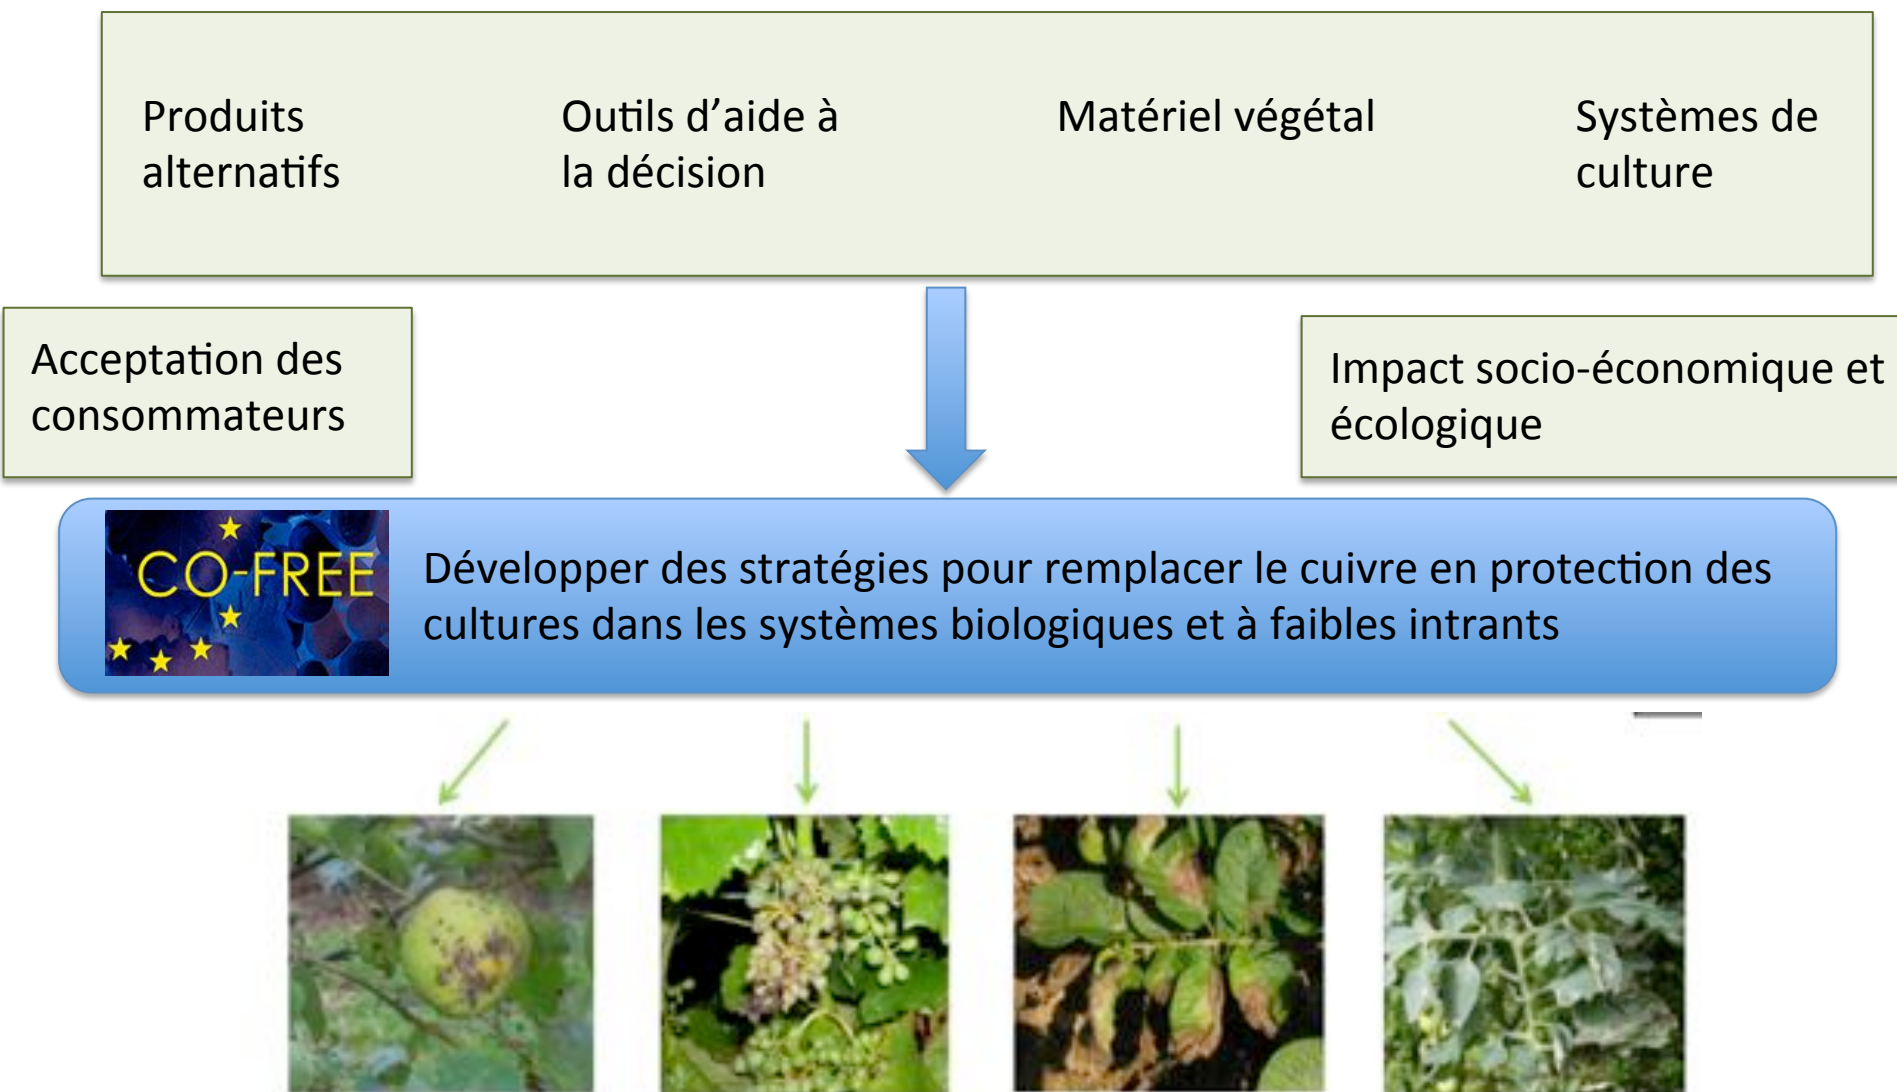 Produits
alternatifs
Outils d’aide à
la décision
Matériel végétal
Systèmes de
culture
Acceptation des
consommateurs
Impact socio-économique et
écologique
CO-FREE
Développer des stratégies pour remplacer le cuivre en protection des
cultures dans les systèmes biologiques et à faibles intrants